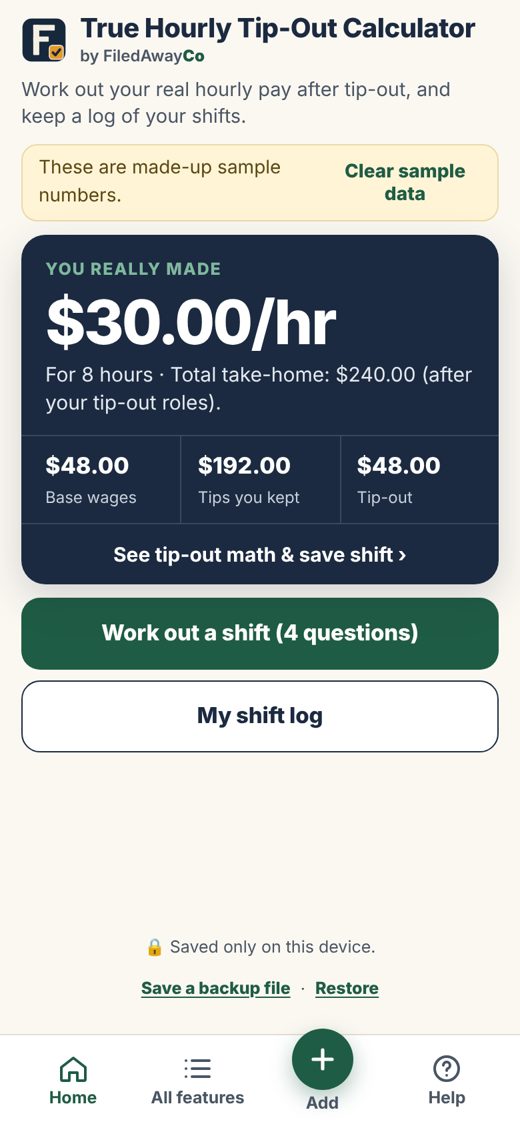 True Hourly Tip-Out Calculator
by FiledAwayCo
Work out your real hourly pay after tip-out, and
keep a log of your shifts.
These are made-up sample
numbers.
Clear sample
data
YOU REALLY MADE
$30.00/hr
For 8 hours · Total take-home: $240.00 (after
your tip-out roles).
$48.00
Base wages
$192.00
Tips you kept
$48.00
Tip-out
See tip-out math & save shift ›
Work out a shift (4 questions)
My shift log
🔒 Saved only on this device.
Save a backup file · Restore
Home
All features
Add
Help